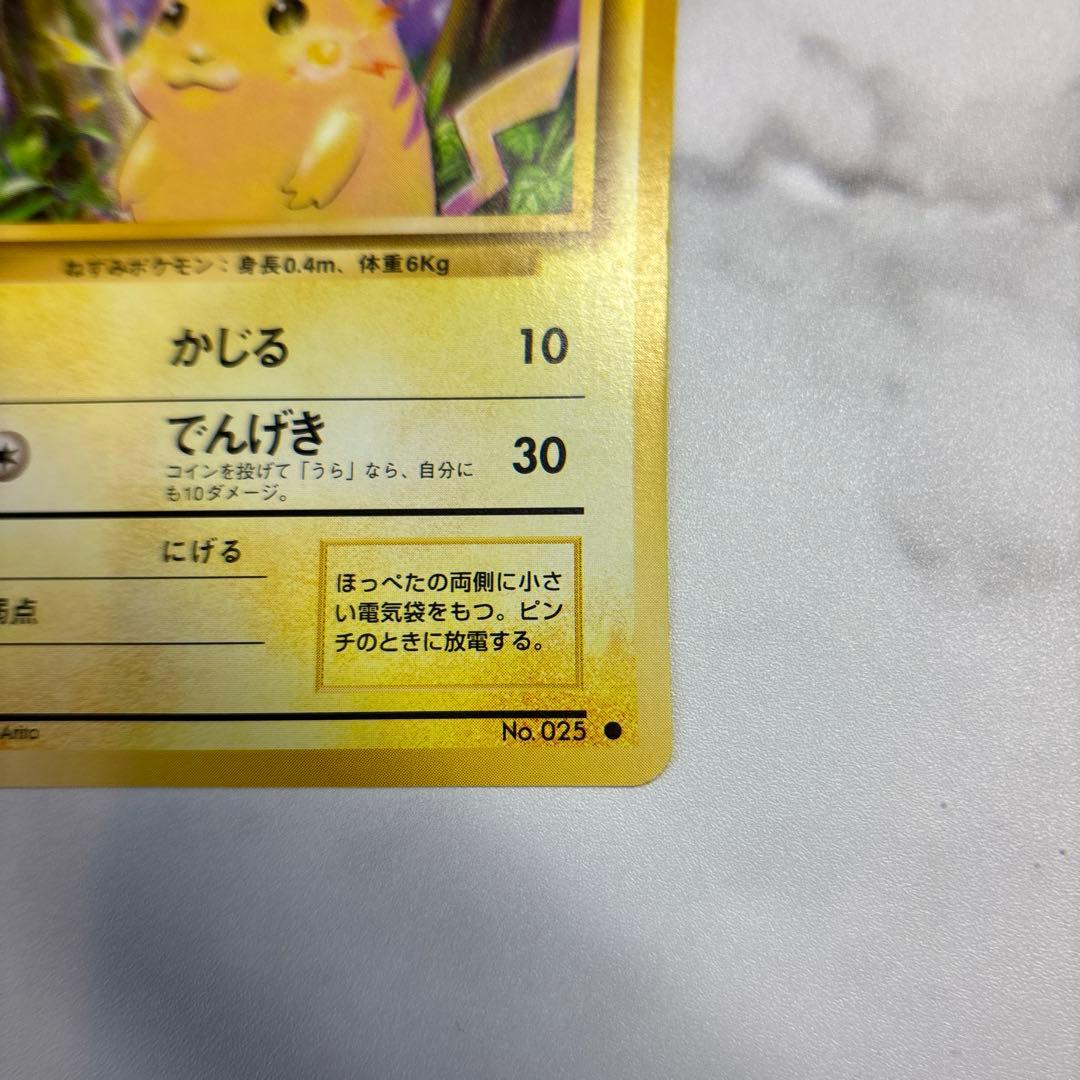 ねずみポケモン：身長0.4m、体重6Kg
かじる 10
でんげき 30
コインを投げて「うら」なら、自分に
も10ダメージ。
にげる
弱点
ほっぺたの両側に小さ
い電気袋をもつ。ピン
チのときに放電する。
Arita
No. 025 ●